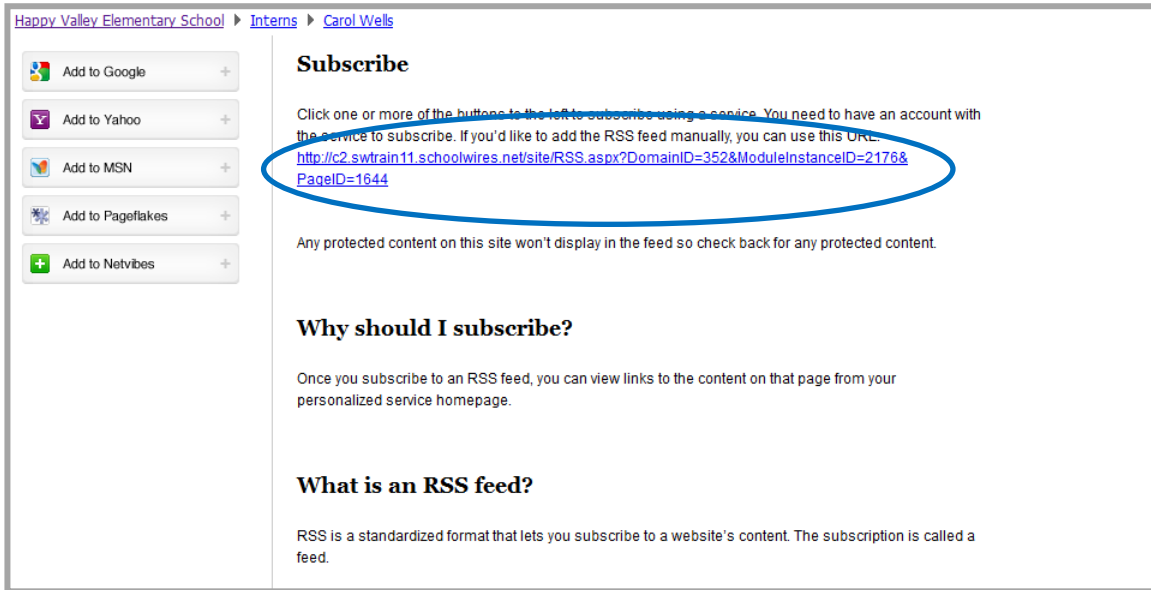 Happy Valley Elementary School Interns Carol Wells
Add to Google
Add to Yahoo
Add to MSN
Add to Pageflakes
Add to Netvibes
Subscribe
Click one or more of the buttons to the left to subscribe using a service. You need to have an account with
the service to subscribe. If you'd like to add the RSS feed manually, you can use this URL:
http://c2.swtrain11.schoolwires.net/site/RSS.aspx?DomainID=352&ModuleInstanceID=2176&
PageID=1644
Any protected content on this site won't display in the feed so check back for any protected content.
Why should I subscribe?
Once you subscribe to an RSS feed, you can view links to the content on that page from your
personalized service homepage.
What is an RSS feed?
RSS is a standardized format that lets you subscribe to a website's content. The subscription is called a
feed.